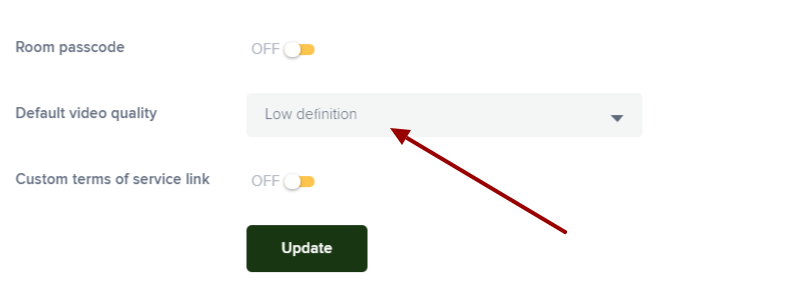 Room passcode OFF
Default video quality Low definition
Custom terms of service link OFF
Update